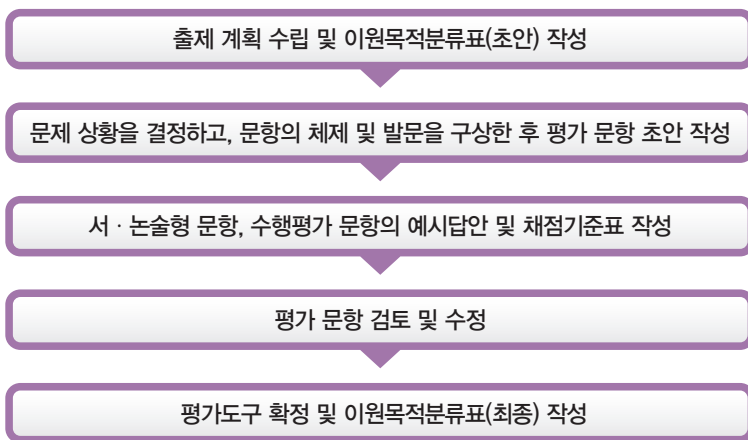 출제 계획 수립 및 이원목적분류표(초안) 작성
문제 상황을 결정하고, 문항의 체제 및 발문을 구상한 후 평가 문항 초안 작성
서 · 논술형 문항, 수행평가 문항의 예시답안 및 채점기준표 작성
평가 문항 검토 및 수정
평가도구 확정 및 이원목적분류표(최종) 작성